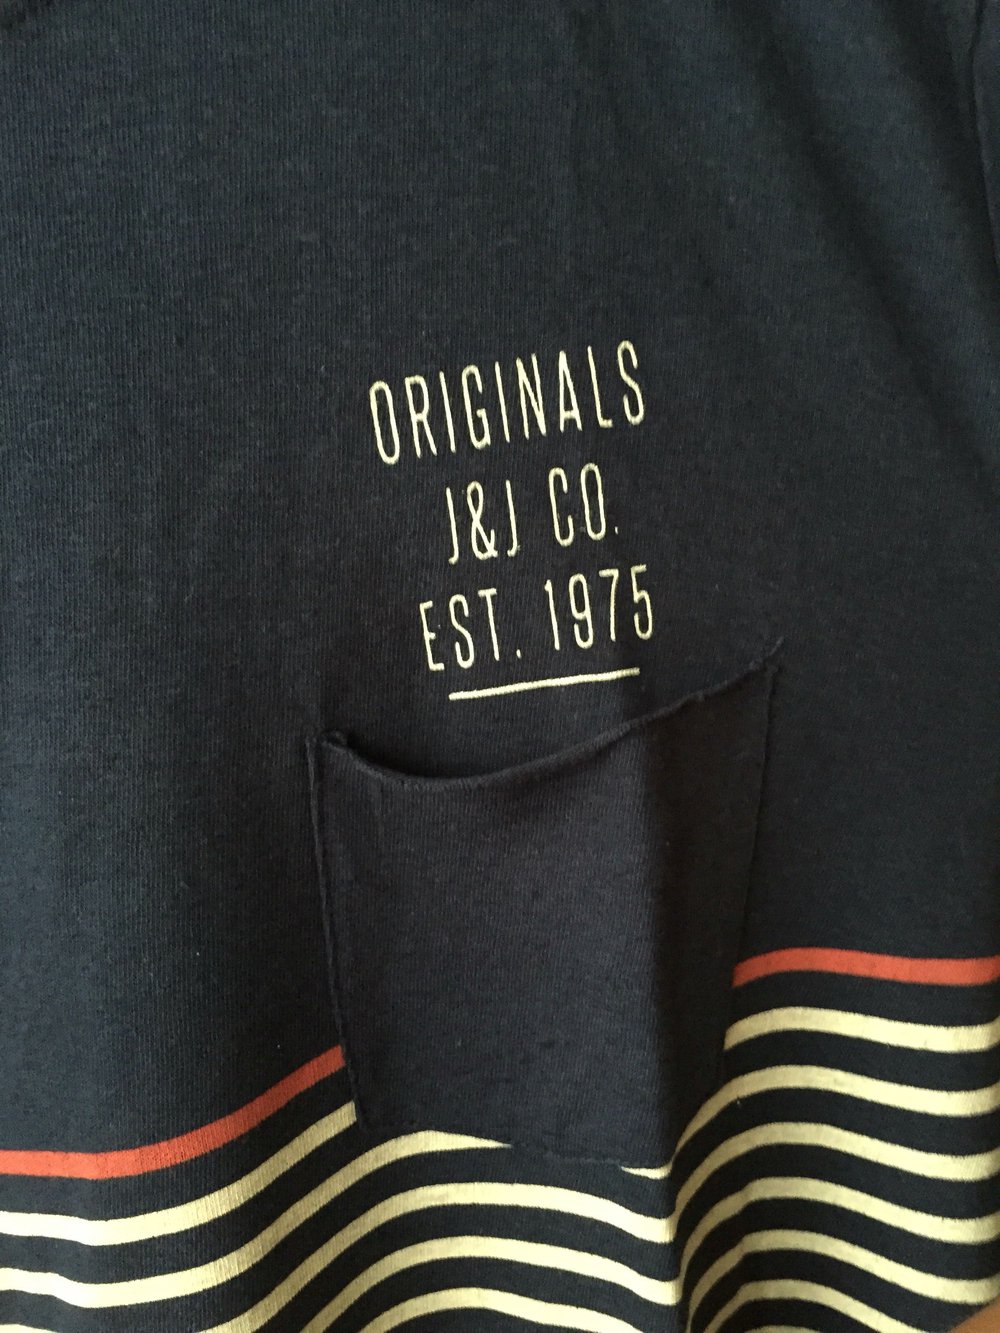 ORIGINALS
J&J CO.
EST. 1975